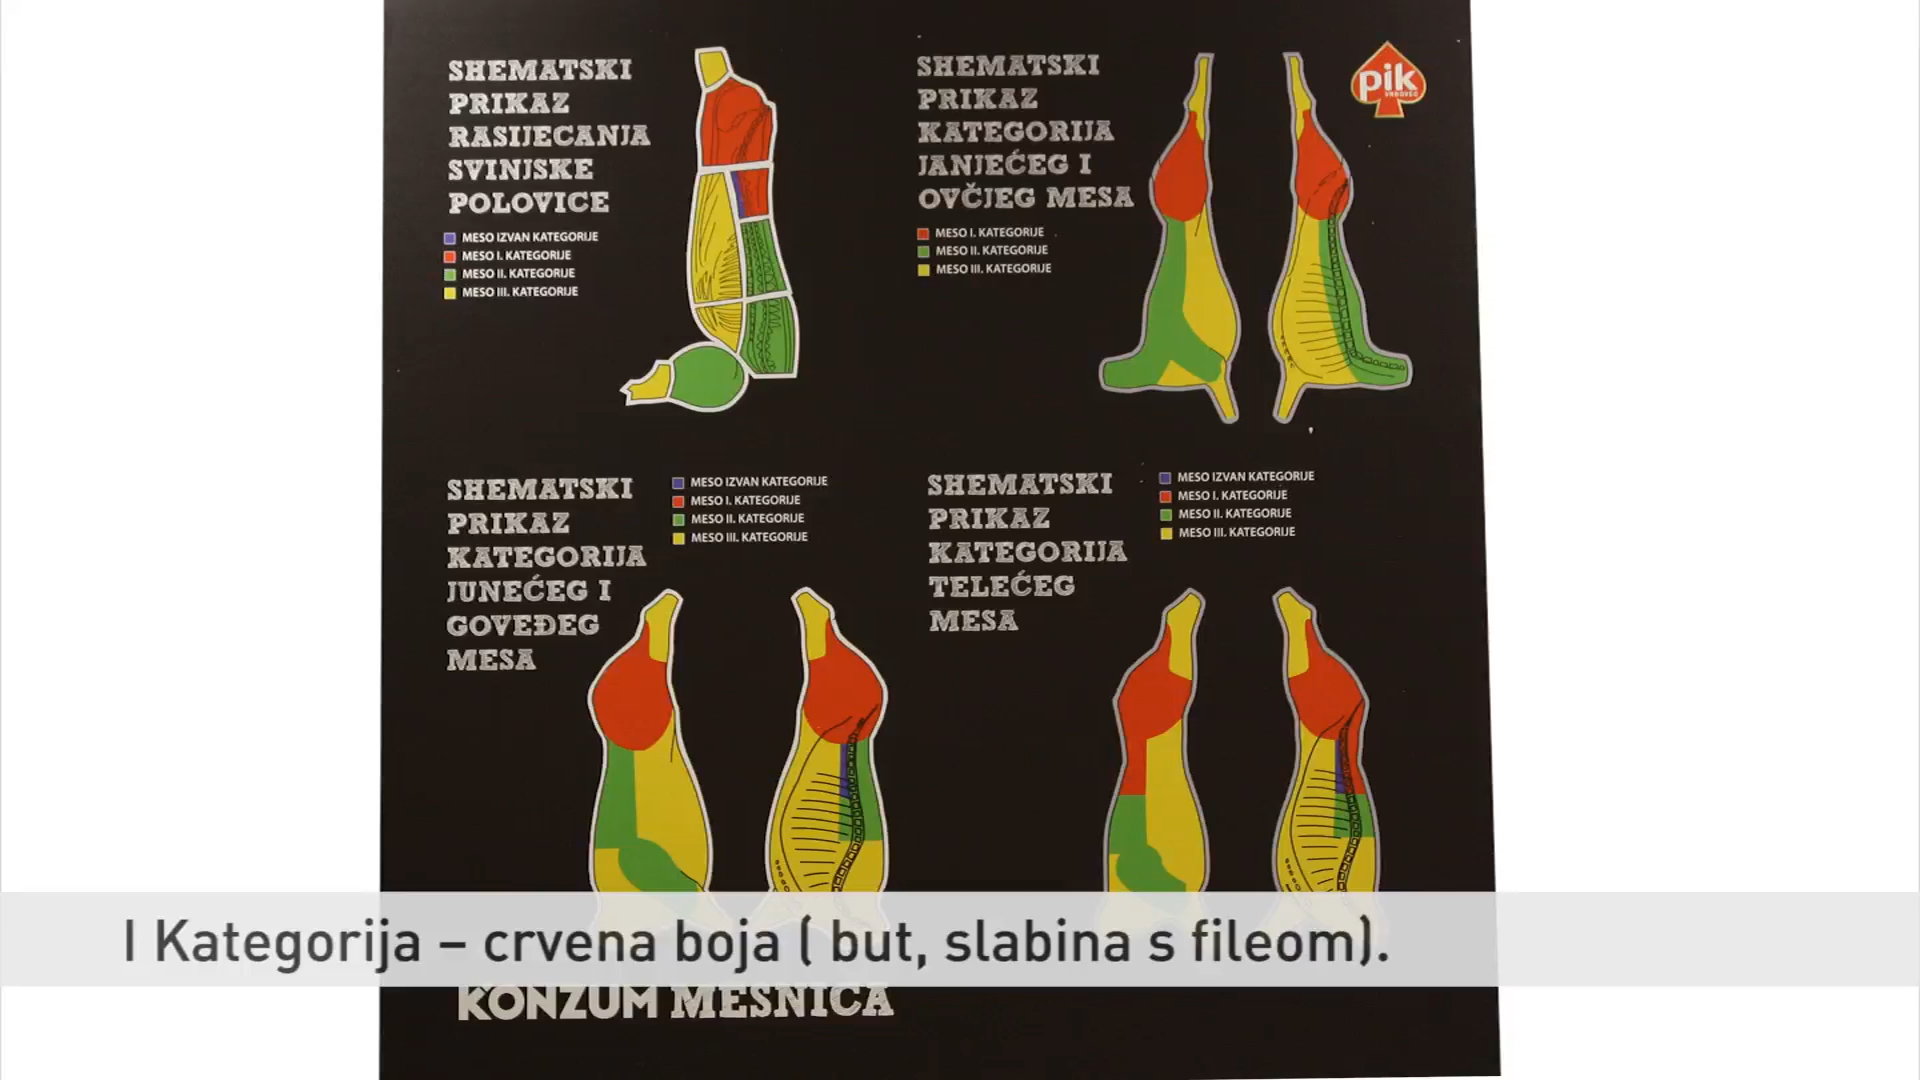 SHEMATSKI
PRIKAZ
RASIJECANJA
SVINJSKE
POLOVICE
MESO IZVAN KATEGORIJE
MESO I. KATEGORIJE
MESO II. KATEGORIJE
MESO III. KATEGORIJE
SHEMATSKI
PRIKAZ
KATEGORIJA
JANJEĆEG I
OVČJEG MESA
MESO I. KATEGORIJE
MESO II. KATEGORIJE
MESO III. KATEGORIJE
pik
VRBOVEC
SHEMATSKI
PRIKAZ
KATEGORIJA
JUNEĆEG I
GOVEĐEG
MESA
MESO IZVAN KATEGORIJE
MESO I. KATEGORIJE
MESO II. KATEGORIJE
MESO III. KATEGORIJE
SHEMATSKI
PRIKAZ
KATEGORIJA
TELEĆEG
MESA
MESO IZVAN KATEGORIJE
MESO I. KATEGORIJE
MESO II. KATEGORIJE
MESO III. KATEGORIJE
I Kategorija – crvena boja ( but, slabina s fileom).
KONZUM MESNICA